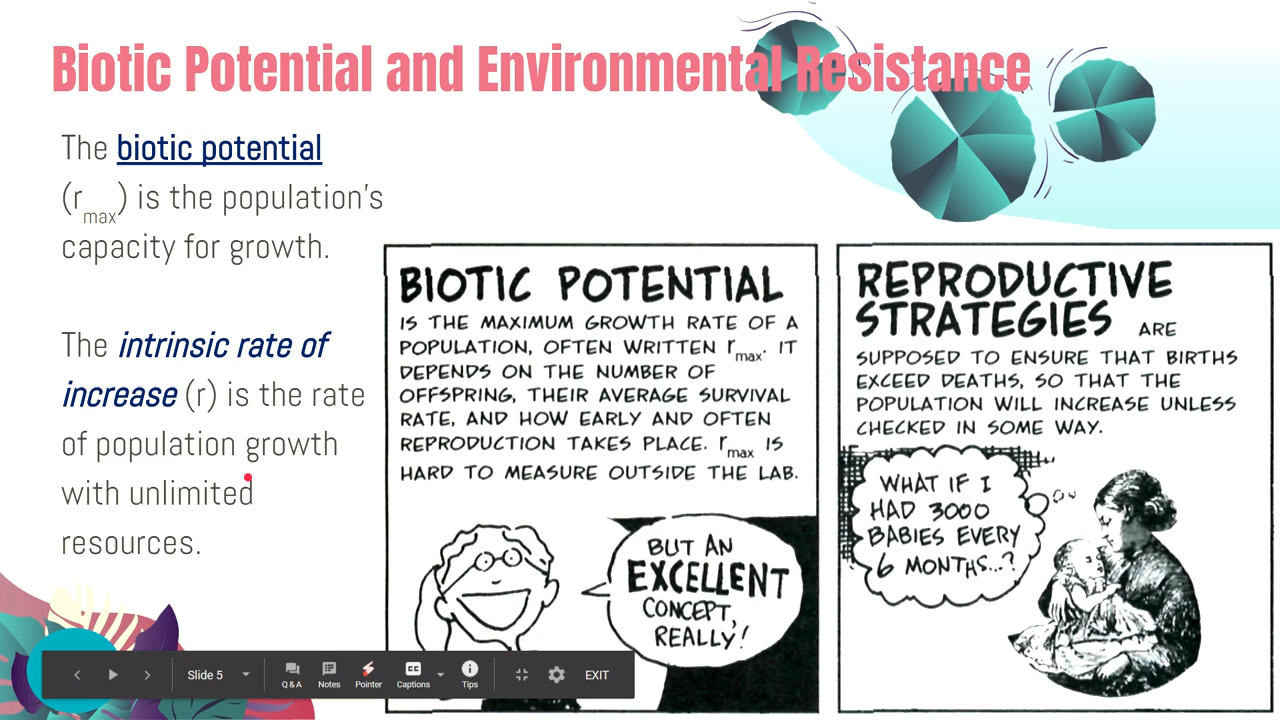 Biotic Potential and Environmental Resistance
The biotic potential
(rmax) is the population's
capacity for growth.
The intrinsic rate of
increase (r) is the rate
of population growth
with unlimited
resources.
BIOTIC POTENTIAL
IS THE MAXIMUM GROWTH RATE OF A
POPULATION, OFTEN WRITTEN rmax. IT
DEPENDS ON THE NUMBER OF
OFFSPRING, THEIR AVERAGE SURVIVAL
RATE, AND HOW EARLY AND OFTEN
REPRODUCTION TAKES PLACE. rmax IS
HARD TO MEASURE OUTSIDE THE LAB.
BUT AN
EXCELLENT
CONCEPT,
REALLY!
REPRODUCTIVE
STRATEGIES ARE
SUPPOSED TO ENSURE THAT BIRTHS
EXCEED DEATHS, SO THAT THE
POPULATION WILL INCREASE UNLESS
CHECKED IN SOME WAY.
WHAT IF I
HAD 3000
BABIES EVERY
6 MONTHS...?
Slide 5
Q & A
Notes
Pointer
Captions
Tips
EXIT